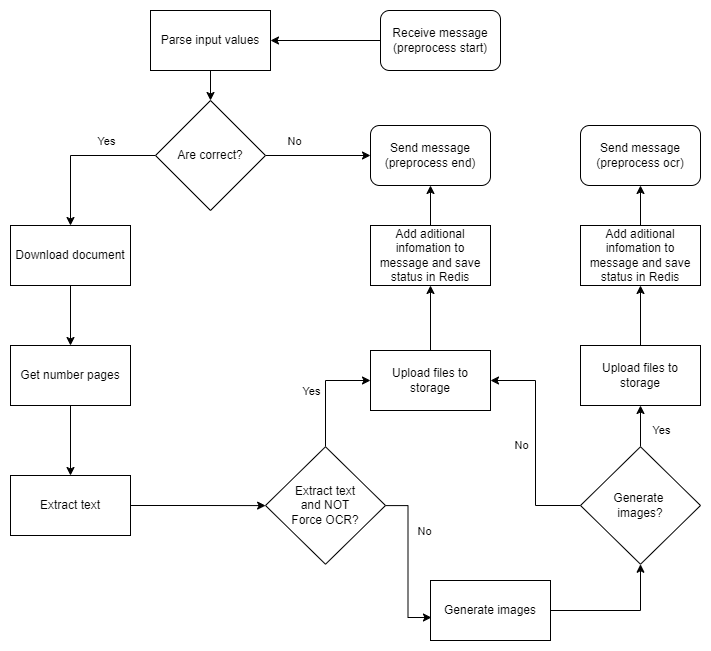 Parse input values
Receive message
(preprocess start)
Are correct?
Yes
No
Send message
(preprocess end)
Send message
(preprocess ocr)
Download document
Add aditional
infomation to
message and save
status in Redis
Add aditional
infomation to
message and save
status in Redis
Get number pages
Upload files to
storage
Upload files to
storage
Yes
Yes
No
Extract text
Extract text
and NOT
Force OCR?
Generate
images?
No
Generate images